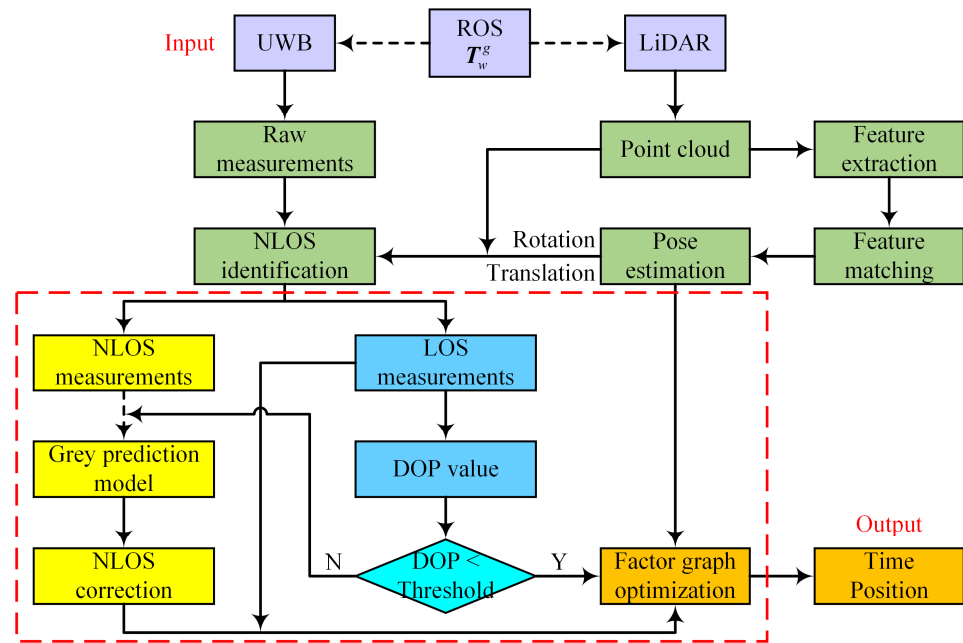 Input
UWB
ROS
T_w^g
LiDAR
Raw
measurements
Point cloud
Feature
extraction
NLOS
identification
Rotation
Translation
Pose
estimation
Feature
matching
NLOS
measurements
LOS
measurements
Grey prediction
model
DOP value
NLOS
correction
N
DOP <
Threshold
Y
Factor graph
optimization
Output
Time
Position